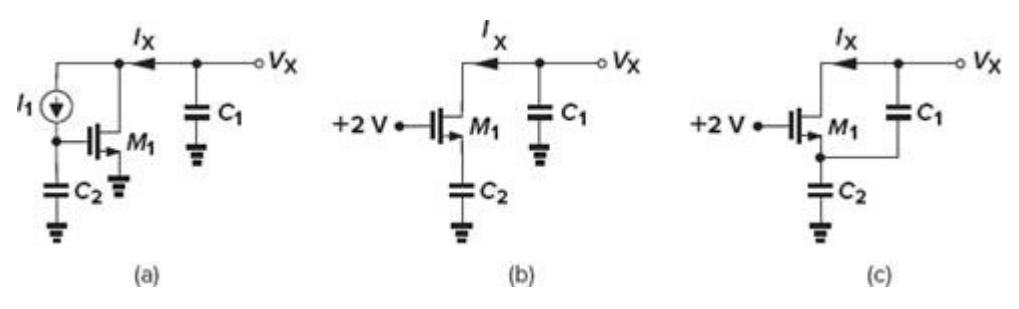 I_X V_X I_X V_X I_X V_X
I_1 C_1 C_1 C_1
M_1 +2 V M_1 +2 V M_1
C_2 C_2 C_2
(a) (b) (c)